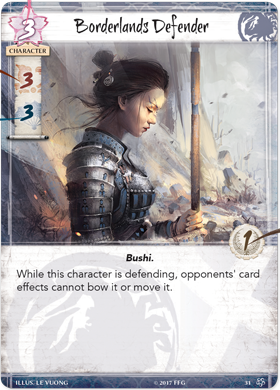 3
Borderlands Defender
CHARACTER
3
3
1
Bushi.
While this character is defending, opponents' card
effects cannot bow it or move it.
ILLUS. LE VUONG
© 2017 FFG
31